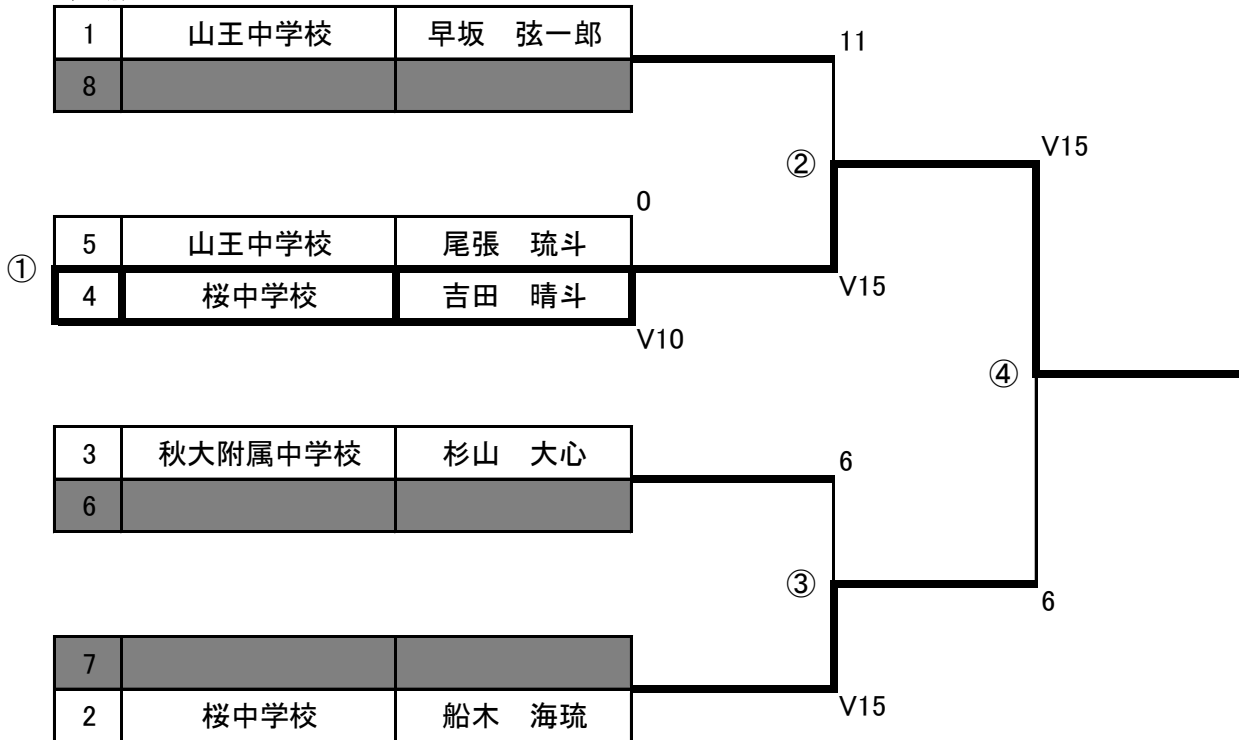 1 山王中学校 早坂 弦一郎
11
8
② V15
0
5 山王中学校 尾張 琉斗
①
4 桜中学校 吉田 晴斗
V15
V10
④
3 秋大附属中学校 杉山 大心
6
6
③
6
7
2 桜中学校 船木 海琉
V15